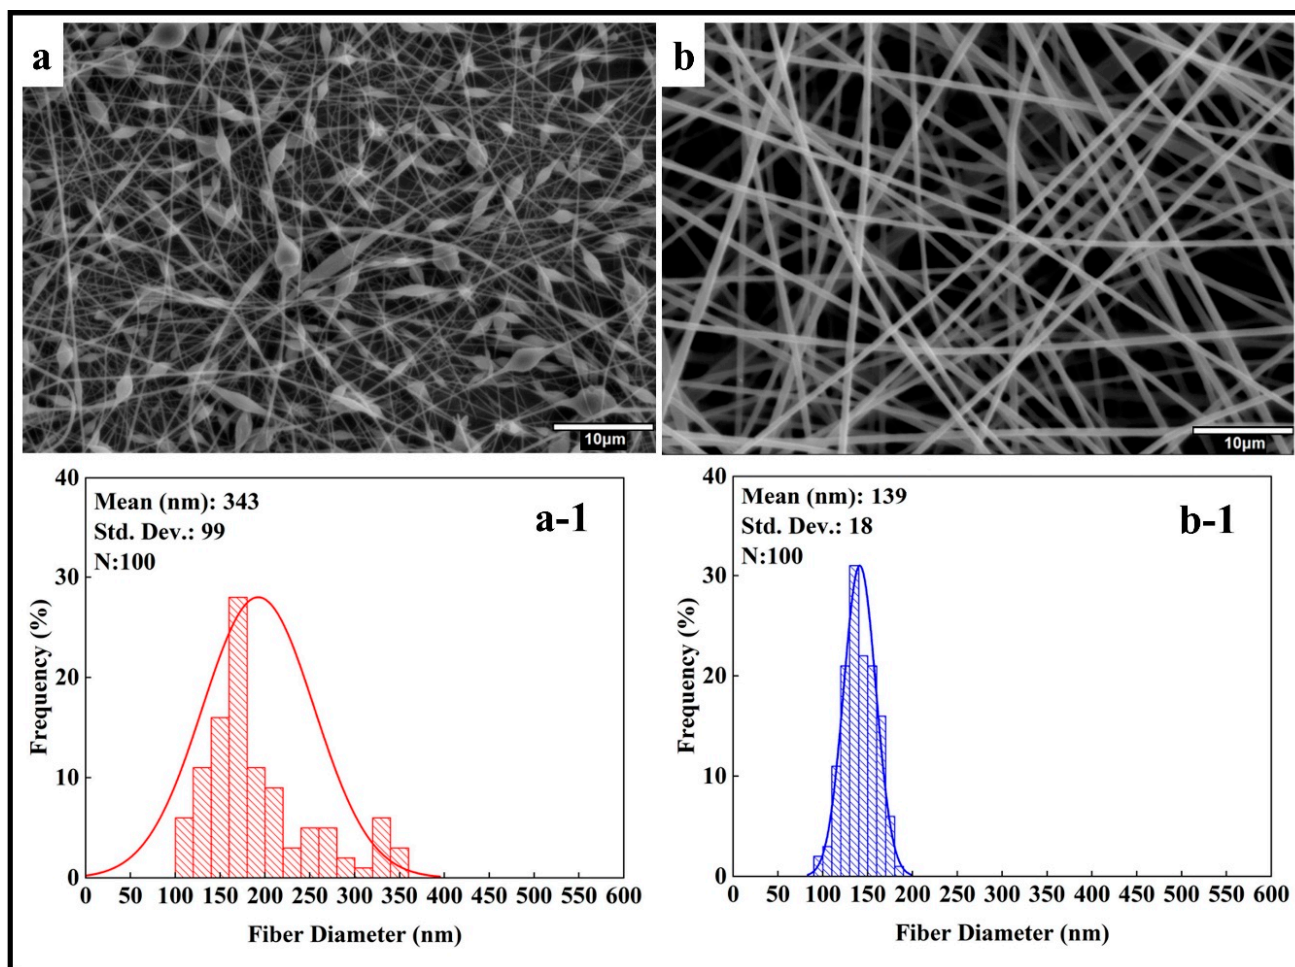 a
10µm
b
10µm
Mean (nm): 343
Std. Dev.: 99
N:100
a-1
40
30
20
10
0
Frequency (%)
0 50 100 150 200 250 300 350 400 450 500 550 600
Fiber Diameter (nm)
Mean (nm): 139
Std. Dev.: 18
N:100
b-1
40
30
20
10
0
Frequency (%)
0 50 100 150 200 250 300 350 400 450 500 550 600
Fiber Diameter (nm)